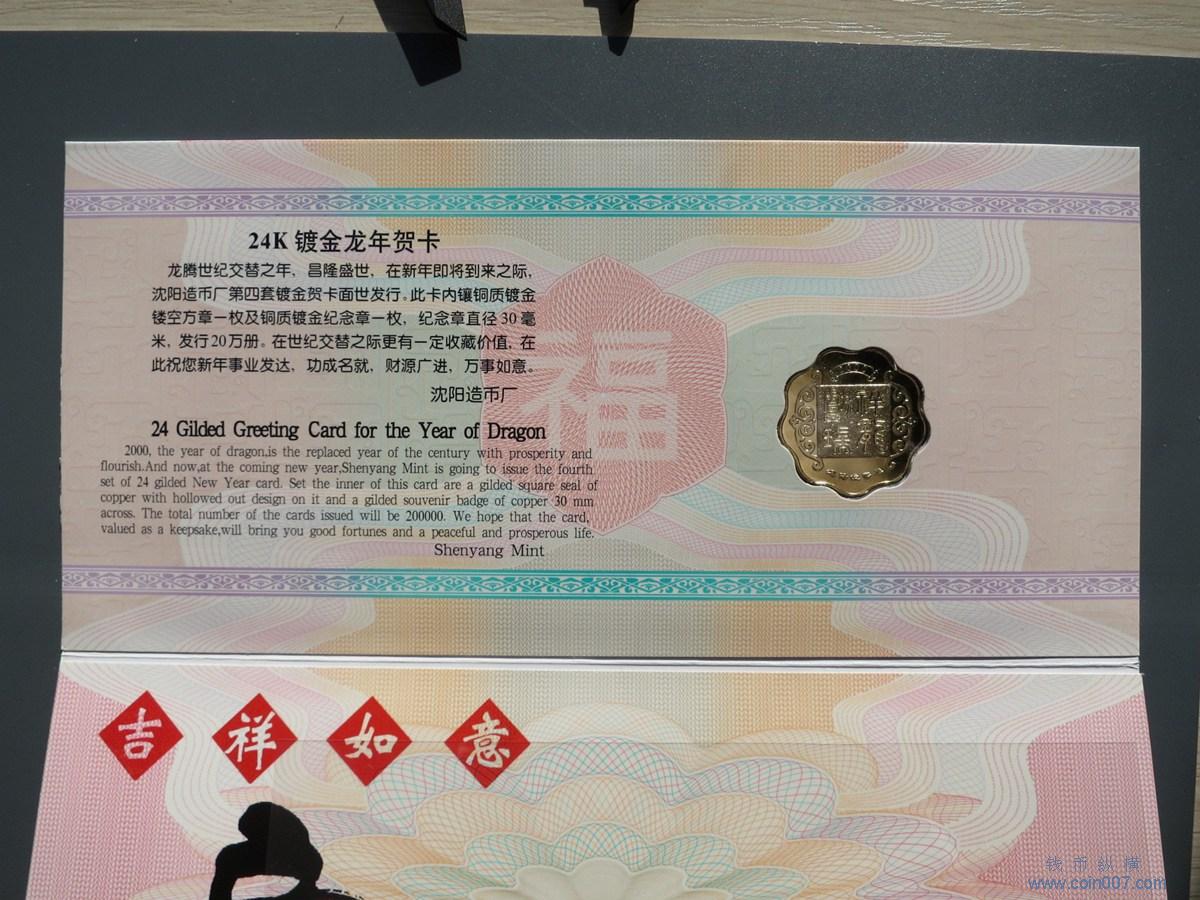 24K 镀金龙年贺卡
龙腾世纪交替之年，昌隆盛世，在新年即将到来之际，
沈阳造币厂第四套镀金贺卡面世发行。此卡内镶铜质镀金
镂空方章一枚及铜质镀金纪念章一枚，纪念章直径30毫
米，发行20万册。在世纪交替之际更有一定收藏价值，在
此祝您新年事业发达，功成名就，财源广进，万事如意。
沈阳造币厂
福
24 Gilded Greeting Card for the Year of Dragon
2000, the year of dragon,is the replaced year of the century with prosperity and
flourish.And now,at the coming new year,Shenyang Mint is going to issue the fourth
set of 24 gilded New Year card. Set the inner of this card are a gilded square seal of
copper with hollowed out design on it and a gilded souvenir badge of copper 30 mm
across. The total number of the cards issued will be 200000. We hope that the card,
valued as a keepsake,will bring you good fortunes and a peaceful and prosperous life.
Shenyang Mint
吉祥如意
钱币纵横
www.coin007.com